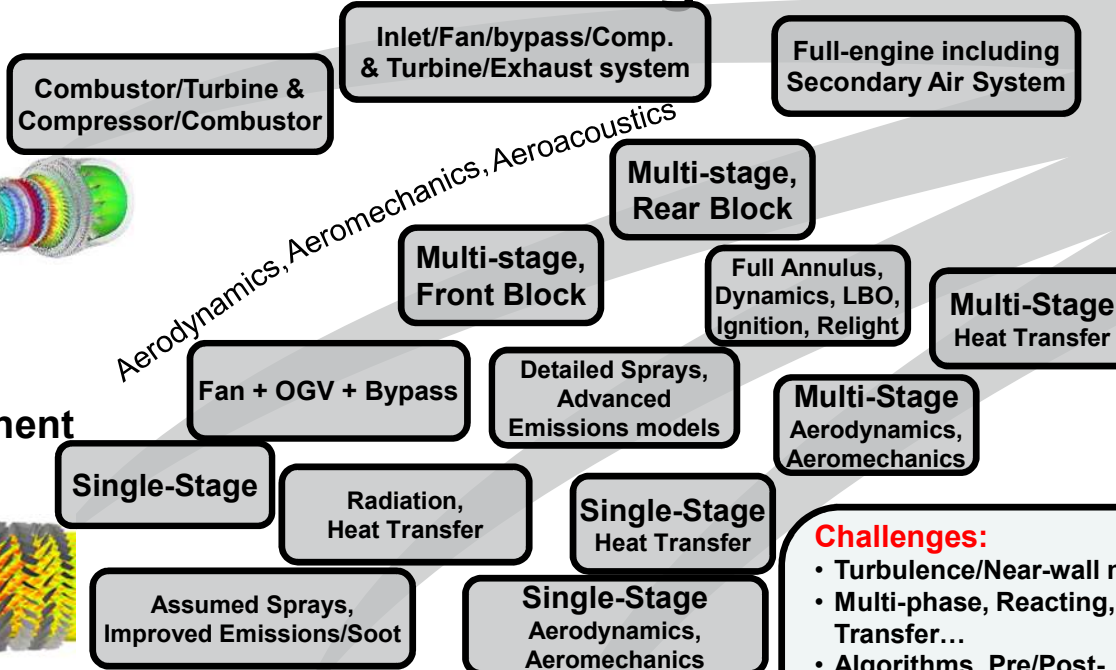 Inlet/Fan/bypass/Comp.
& Turbine/Exhaust system
Full-engine including
Secondary Air System
Combustor/Turbine &
Compressor/Combustor
Aerodynamics, Aeromechanics, Aeroacoustics
Multi-stage,
Rear Block
Multi-stage,
Front Block
Full Annulus,
Dynamics, LBO,
Ignition, Relight
Multi-Stage
Heat Transfer
Fan + OGV + Bypass
Detailed Sprays,
Advanced
Emissions models
Multi-Stage
Aerodynamics,
Aeromechanics
nent
Single-Stage
Radiation,
Heat Transfer
Single-Stage
Heat Transfer
Assumed Sprays,
Improved Emissions/Soot
Single-Stage
Aerodynamics,
Aeromechanics
Challenges:
• Turbulence/Near-wall
• Multi-phase, Reacting,
Transfer…
• Algorithms, Pre/Post-